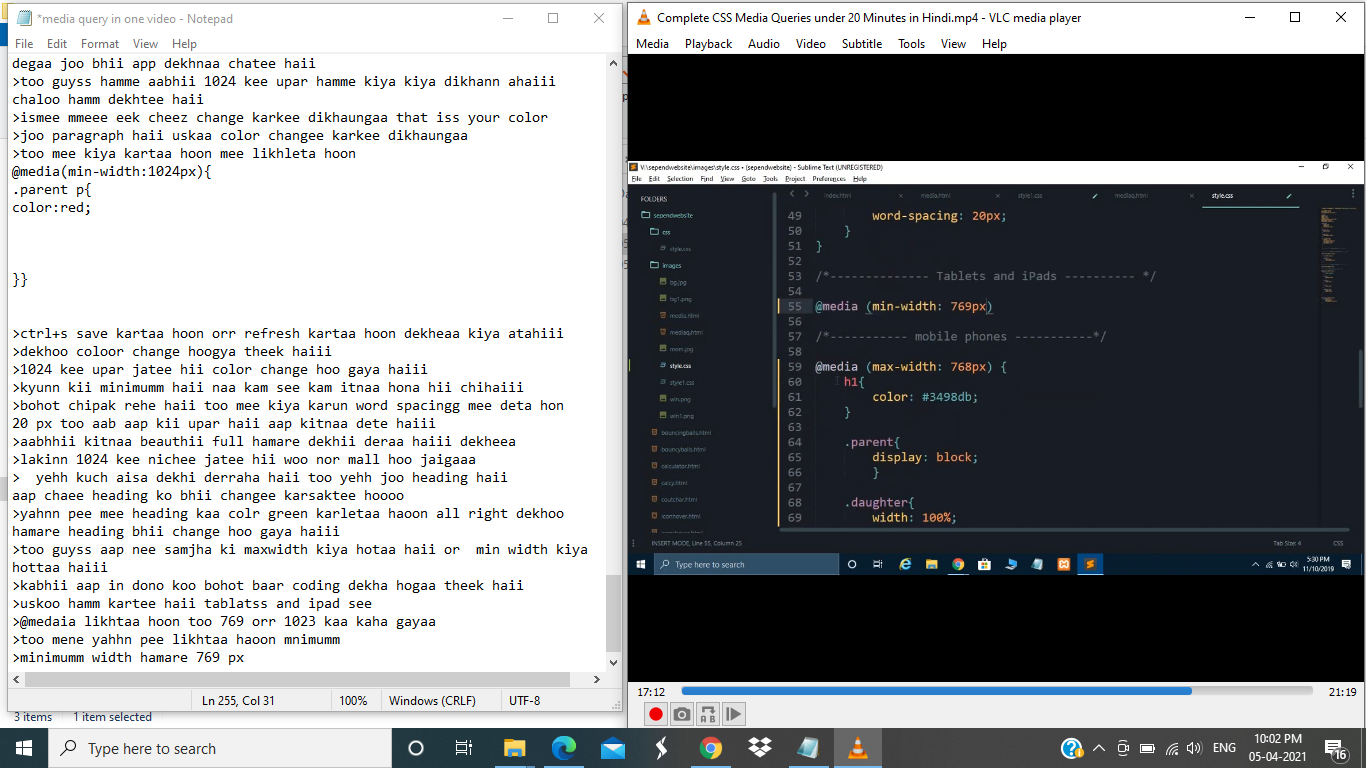 *media query in one video - Notepad
File Edit Format View Help
degaa joo bhii app dekhnaa chatee haii
>too guyss hamme aabhii 1024 kee upar hamme kiya kiya dikhann ahaiii
chaloo hamm dekhtee haii
>ismee mmeee eek cheez change karkee dikhaungaa that iss your color
>joo paragraph haii uskaa color changee karkee dikhaungaa
>too mee kiya kartaa hoon mee likhleta hoon
@media(min-width:1024px){
.parent p{
color:red;
}}
>ctrl+s save kartaa hoon orr refresh kartaa hoon dekheaa kiya atahiii
>dekhoo coloor change hoogya theek haiii
>1024 kee upar jatee hii color change hoo gaya haiii
>kyunn kii minimumm haii naa kam see kam itnaa hona hii chihaiii
>bohot chipak rehe haii too mee kiya karun word spacingg mee deta hon
20 px too aab aap kii upar haii aap kitnaa dete haiii
>aabhhii kitnaa beauthii full hamare dekhii deraa haiii dekheea
>lakinn 1024 kee nichee jatee hii woo nor mall hoo jaigaaa
>  yehh kuch aisa dekhi derraha haii too yehh joo heading haii
aap chaee heading ko bhii changee karsaktee hoooo
>yahnn pee mee heading kaa colr green karletaa haoon all right dekhoo
hamare heading bhii change hoo gaya haiii
>too guyss aap nee samjha ki maxwidth kiya hotaa haii or  min width kiya
hottaa haiii
>kabhii aap in dono koo bohot baar coding dekha hogaa theek haii
>uskoo hamm kartee haii tablatss and ipad see
>@medaia likhtaa hoon too 769 orr 1023 kaa kaha gayaa
>too mene yahhn pee likhtaa haoon mnimumm
>minimumm width hamare 769 px
Ln 255, Col 31 100% Windows (CRLF) UTF-8
3 items 1 item selected
Complete CSS Media Queries under 20 Minutes in Hindi.mp4 - VLC media player
Media Playback Audio Video Subtitle Tools View Help
V:\sependwebsite\images\style.css - (sependwebsite) - Sublime Text (UNREGISTERED)
File Edit Selection Find View Goto Tools Project Preferences Help
index.html media.html style1.css mediaq.html style.css
FOLDERS
sependwebsite
css
style.css
images
bg.jpg
bg1.png
media.html
mediaq.html
mom.jpg
style.css
style1.css
win.png
win1.png
bouncingballs.html
bouncyballs.html
calculator.html
calcy.html
coutchar.html
iconhover.html
49 word-spacing: 20px;
50 }
51 }
52
53 /*------------- Tablets and iPads ---------- */
54
55 @media (min-width: 769px)
56
57 /*----------- mobile phones -----------*/
58
59 @media (max-width: 768px) {
60 h1{
61 color: #3498db;
62 }
63
64 .parent{
65 display: block;
66 }
67
68 .daughter{
69 width: 100%;
INSERT MODE, Line 55, Column 25 Tab Size: 4 CSS
Type here to search 5:30 PM
11/10/2019
17:12 21:19
Type here to search ENG 10:02 PM
05-04-2021 16